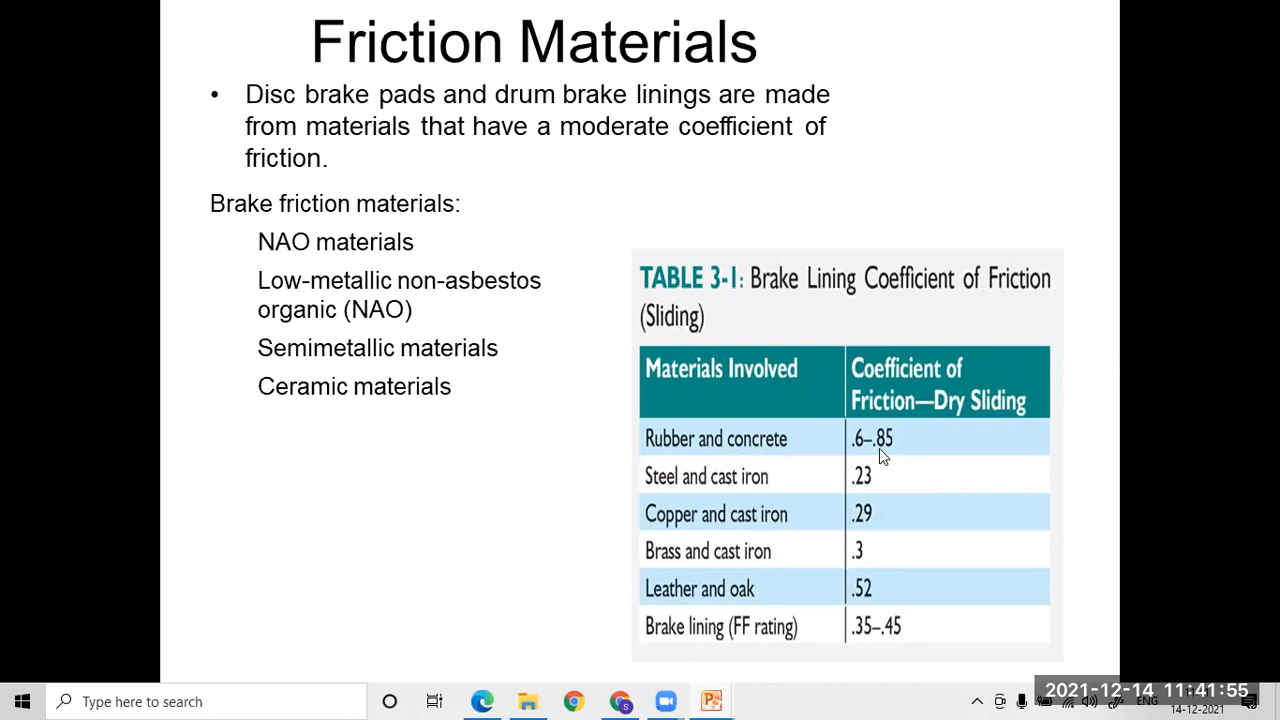 Friction Materials
• Disc brake pads and drum brake linings are made
from materials that have a moderate coefficient of
friction.
Brake friction materials:
NAO materials
Low-metallic non-asbestos
organic (NAO)
Semimetallic materials
Ceramic materials
TABLE 3-1: Brake Lining Coefficient of Friction
(Sliding)
Materials Involved Coefficient of
Friction—Dry Sliding
Rubber and concrete .6–.85
Steel and cast iron .23
Copper and cast iron .29
Brass and cast iron .3
Leather and oak .52
Brake lining (FF rating) .35–.45
Type here to search
ENG
2021-12-14 11:41:55
14-12-2021